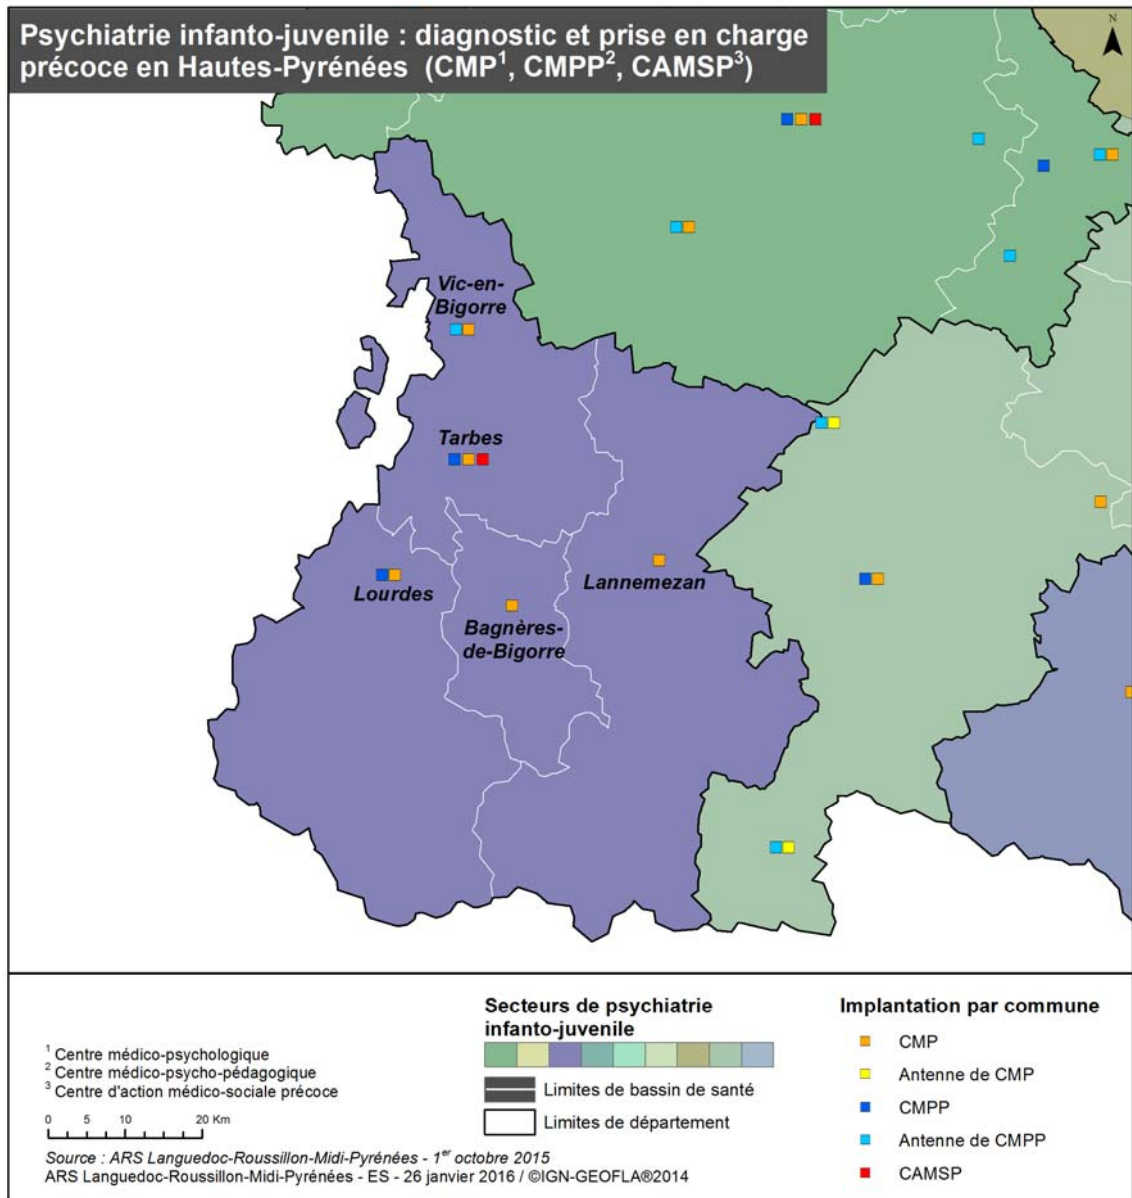 Psychiatrie infanto-juvenile : diagnostic et prise en charge
précoce en Hautes-Pyrénées (CMP¹, CMPP², CAMSP³)
N
Vic-en-
Bigorre
Tarbes
Lannemezan
Lourdes
Bagnères-
de-Bigorre
¹ Centre médico-psychologique
² Centre médico-psycho-pédagogique
³ Centre d'action médico-sociale précoce
0 5 10 20 Km
Secteurs de psychiatrie
infanto-juvenile
Limites de bassin de santé
Limites de département
Implantation par commune
CMP
Antenne de CMP
CMPP
Antenne de CMPP
CAMSP
Source : ARS Languedoc-Roussillon-Midi-Pyrénées - 1er octobre 2015
ARS Languedoc-Roussillon-Midi-Pyrénées - ES - 26 janvier 2016 / ©IGN-GEOFLA®2014